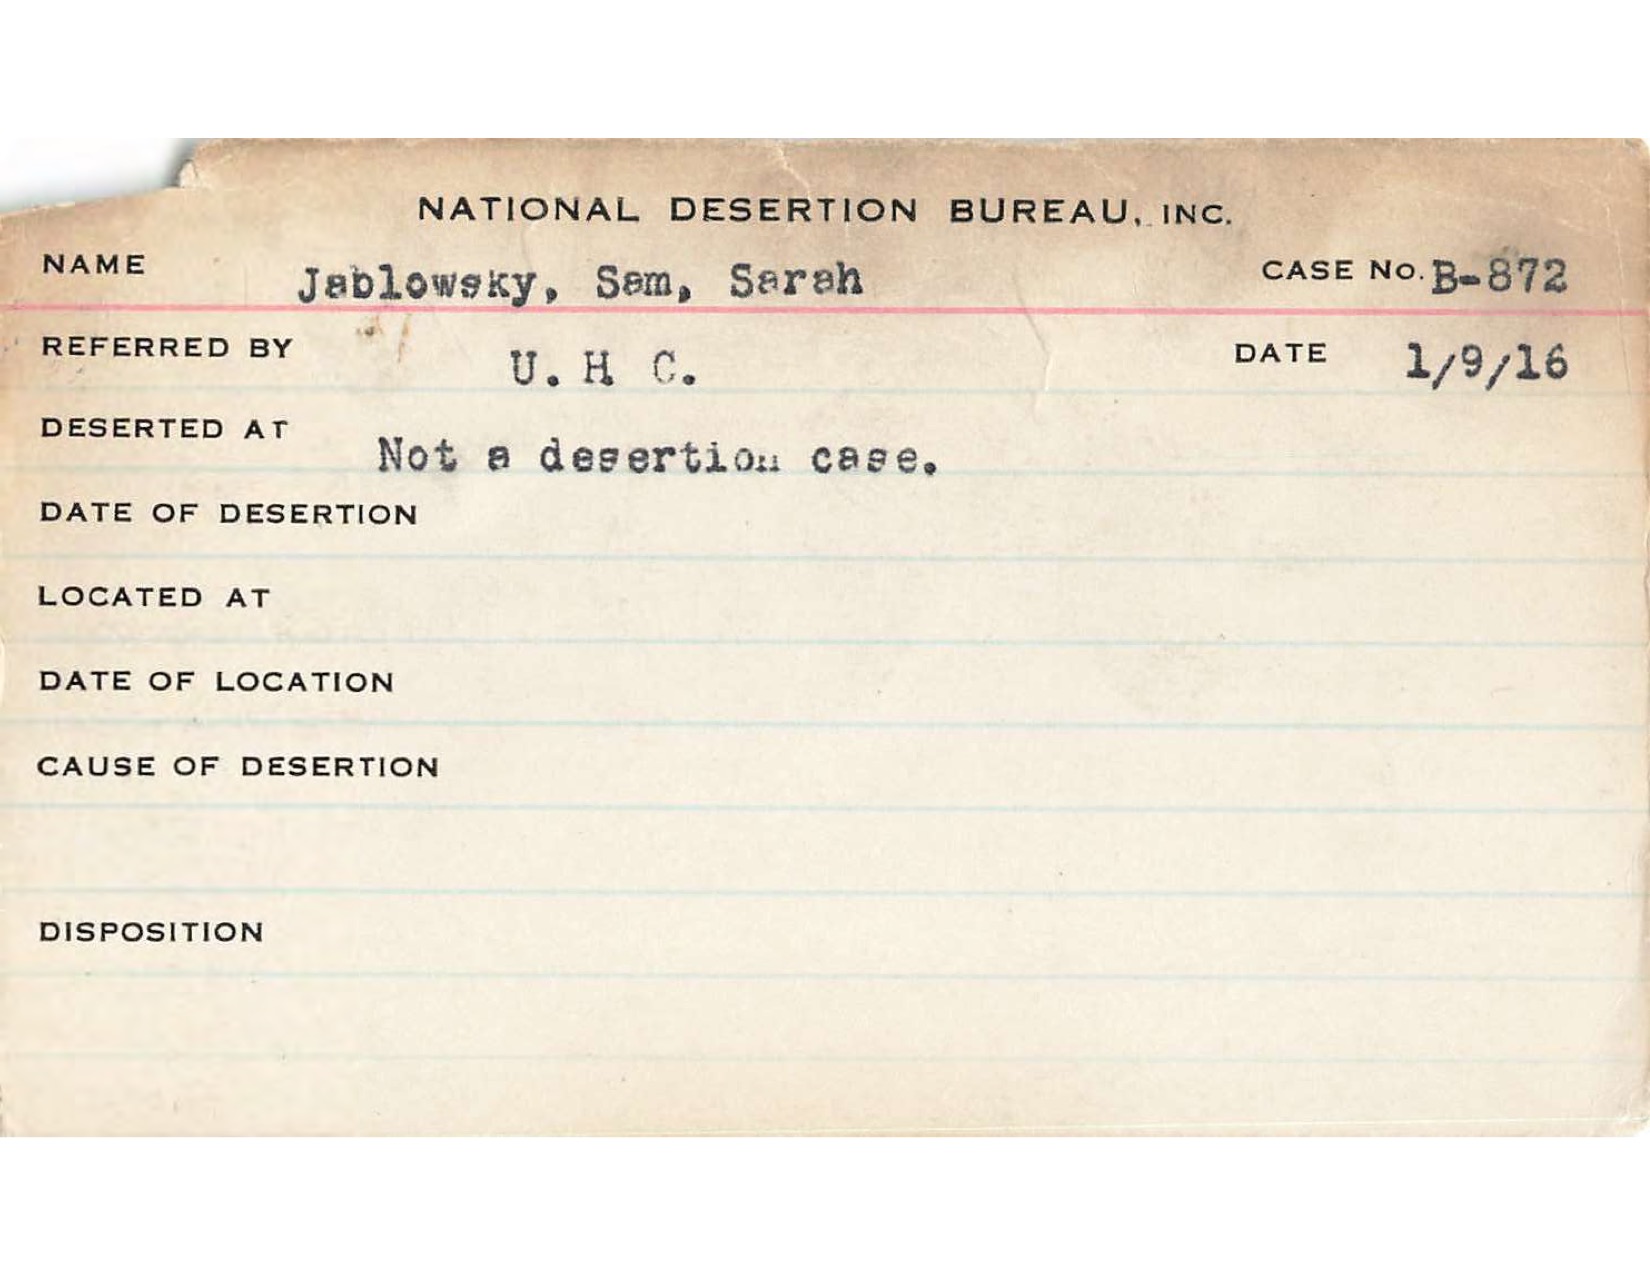 NATIONAL DESERTION BUREAU, INC.
NAME Jablowsky, Sam, Sarah CASE No. B-872
REFERRED BY U. H C. DATE 1/9/16
DESERTED AT Not a desertion case.
DATE OF DESERTION
LOCATED AT
DATE OF LOCATION
CAUSE OF DESERTION
DISPOSITION